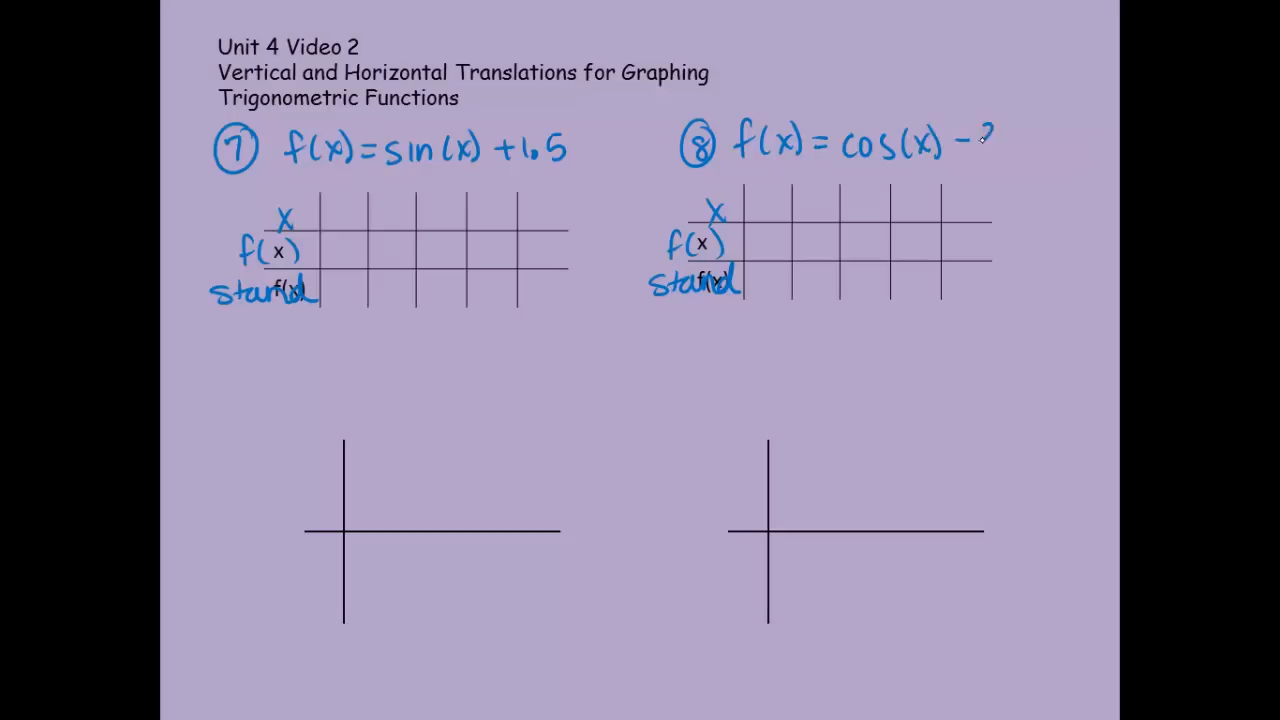 Unit 4 Video 2
Vertical and Horizontal Translations for Graphing
Trigonometric Functions
7 f(x)=sin(x) +1.5
x
f(x)
stand
f(x)
8 f(x) = cos(x) -
x
f(x)
stand
f(x)